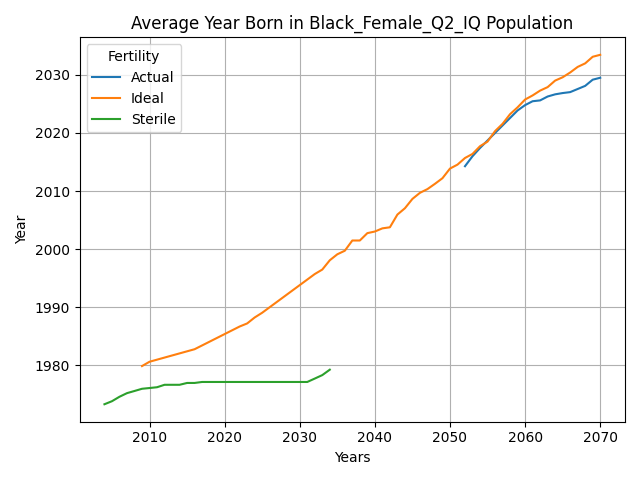 Average Year Born in Black_Female_Q2_IQ Population
Fertility
Actual
Ideal
Sterile
Year
2030
2020
2010
2000
1990
1980
2010 2020 2030 2040 2050 2060 2070
Years